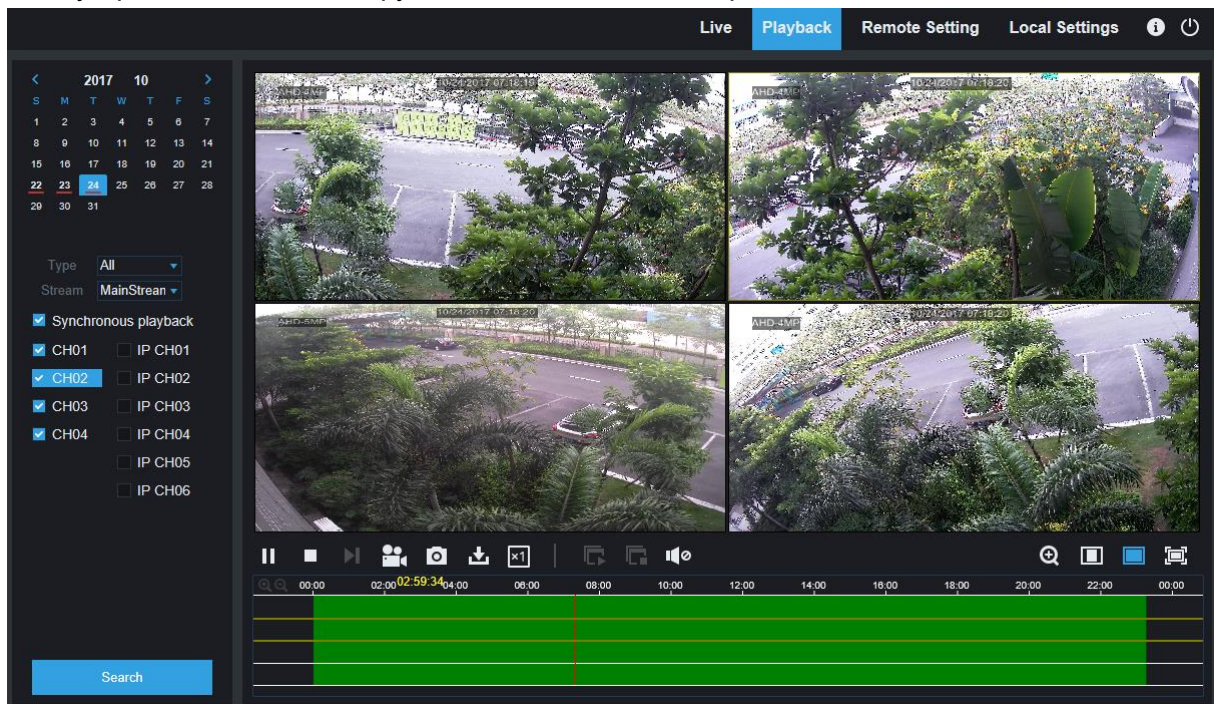 Live Playback Remote Setting Local Settings
2017 10
S M T W T F S
1 2 3 4 5 6 7
8 9 10 11 12 13 14
15 16 17 18 19 20 21
22 23 24 25 26 27 28
29 30 31
Type All
Stream MainStrean
Synchronous playback
CH01 IP CH01
CH02 IP CH02
CH03 IP CH03
CH04 IP CH04
IP CH05
IP CH06
Search
AHD-4MP 10/24/2017 07:18:19
AHD-4MP 10/24/2017 07:18:20
AHD-5MP 10/24/2017 07:18:20
AHD-4MP 10/24/2017 07:18:20
×1
00:00 02:00 02:59:34 04:00 06:00 08:00 10:00 12:00 14:00 16:00 18:00 20:00 22:00 00:00